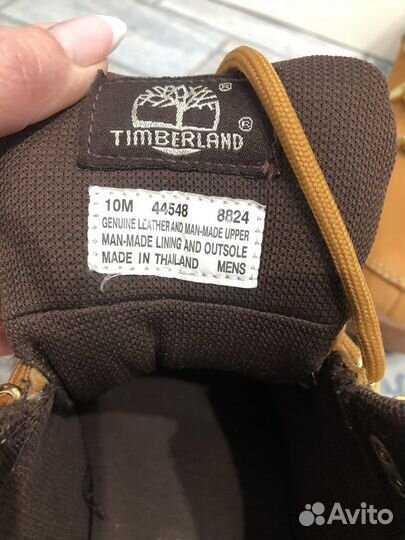 ®
TIMBERLAND®
10M 44548 8824
GENUINE LEATHER AND MAN-MADE UPPER
MAN-MADE LINING AND OUTSOLE
MADE IN THAILAND MENS
Avito